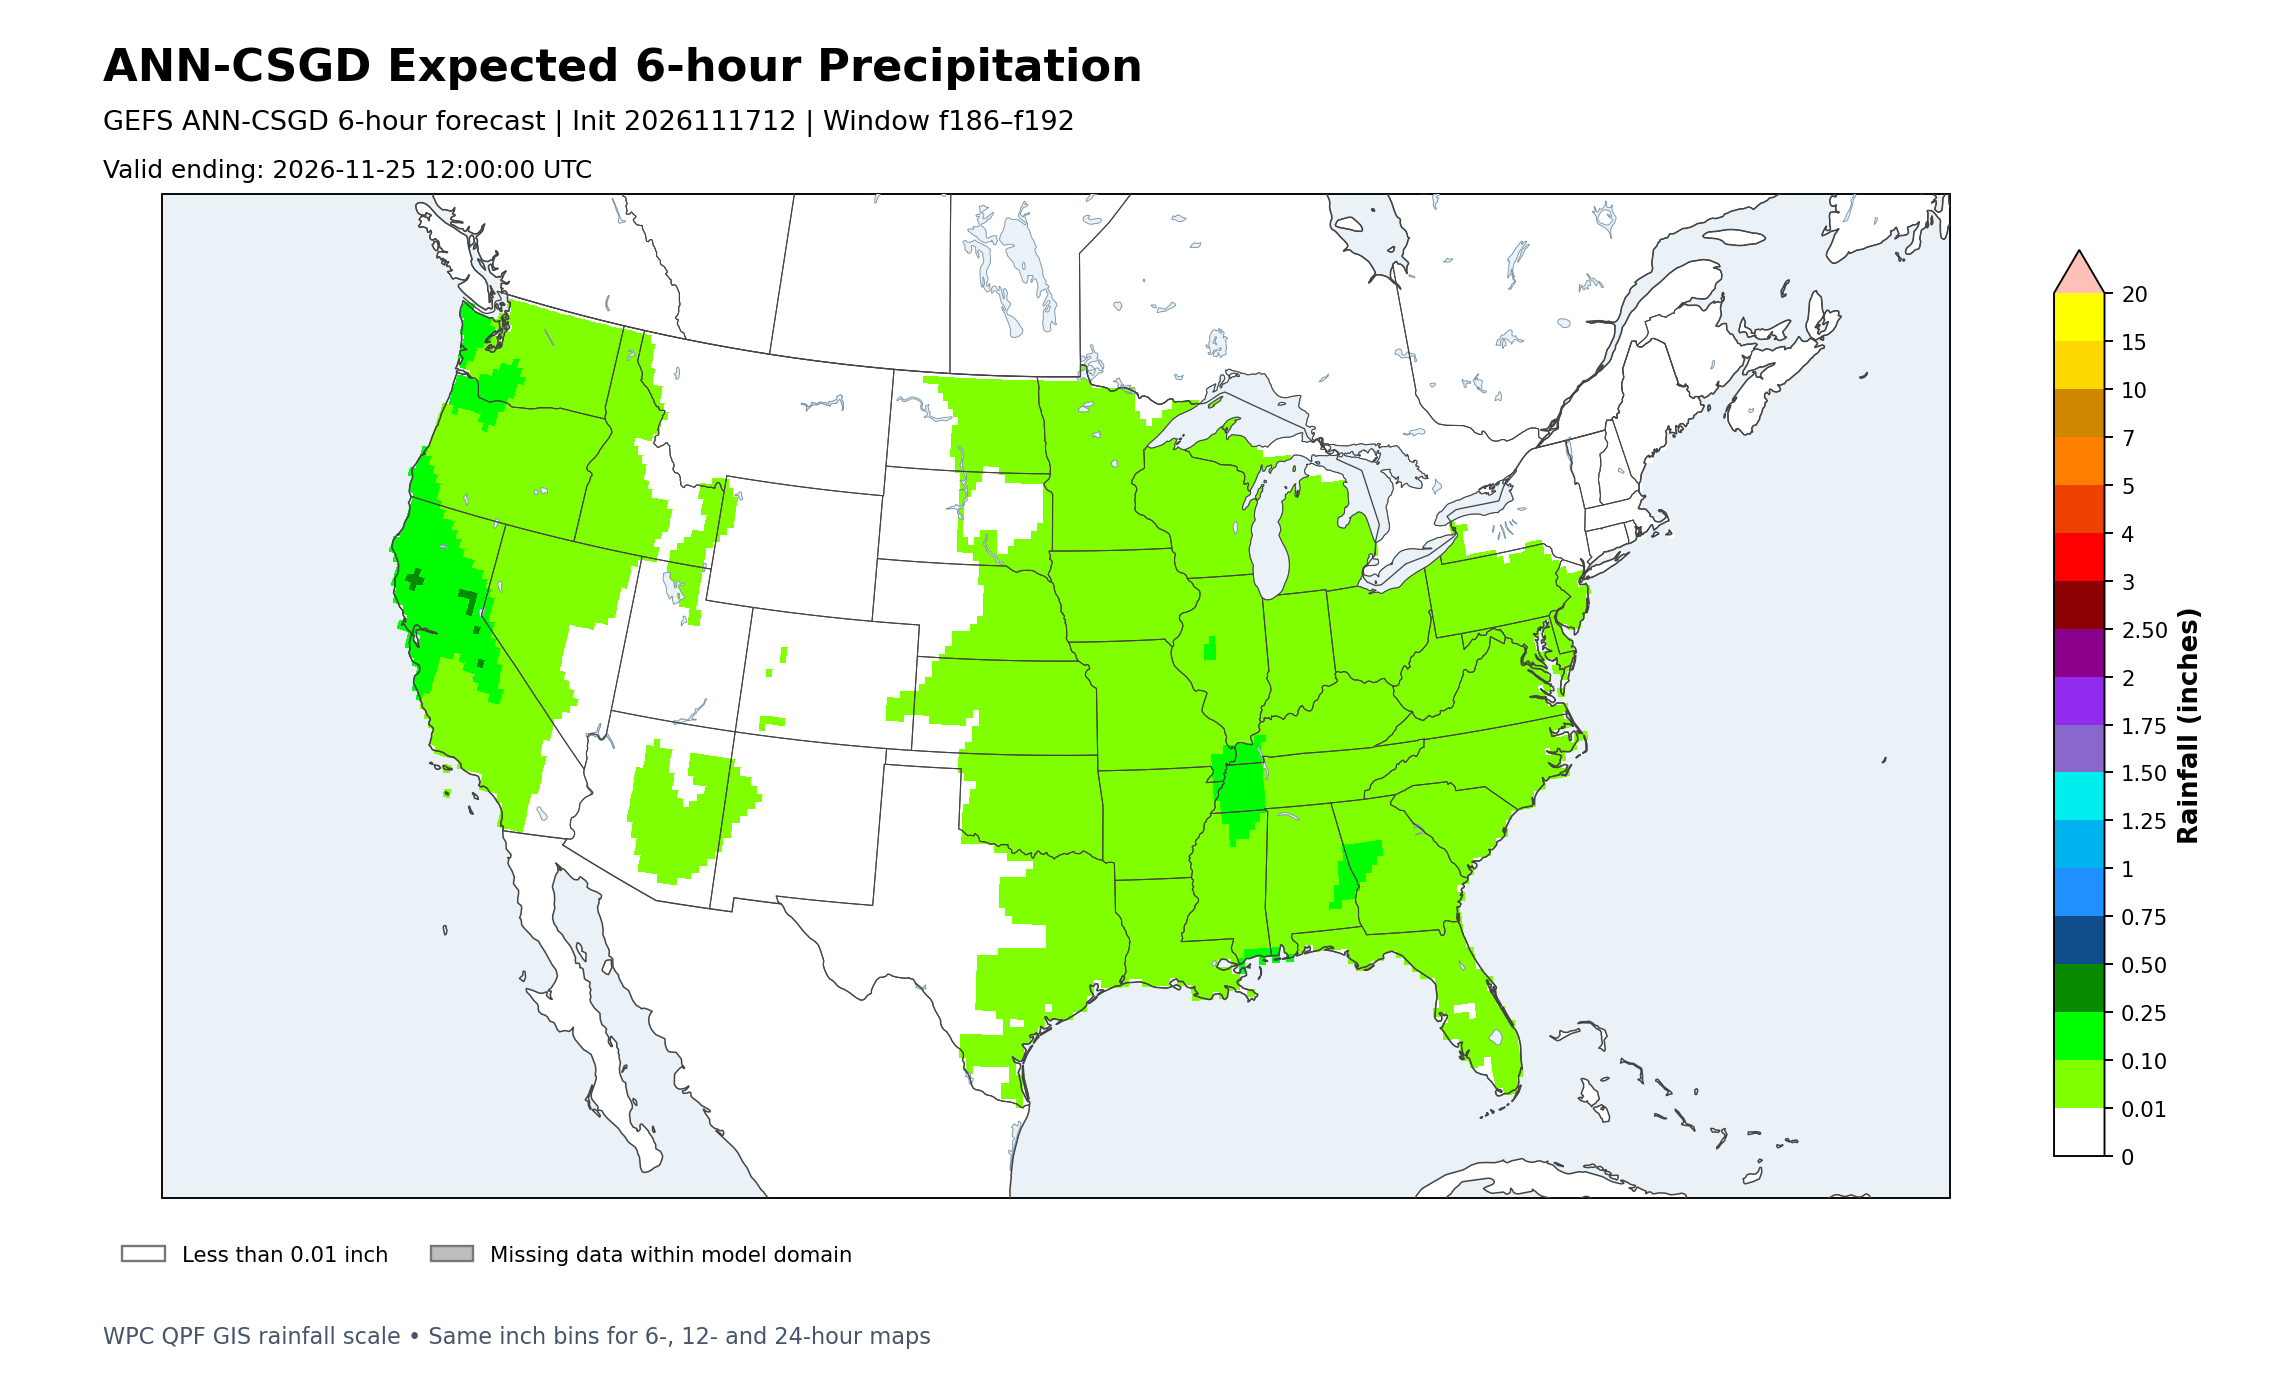 ANN-CSGD Expected 6-hour Precipitation
GEFS ANN-CSGD 6-hour forecast | Init 2026111712 | Window f186–f192
Valid ending: 2026-11-25 12:00:00 UTC
20
15
10
7
5
4
3
2.50
2
1.75
1.50
1.25
1
0.75
0.50
0.25
0.10
0.01
0
Rainfall (inches)
Less than 0.01 inch
Missing data within model domain
WPC QPF GIS rainfall scale • Same inch bins for 6-, 12- and 24-hour maps